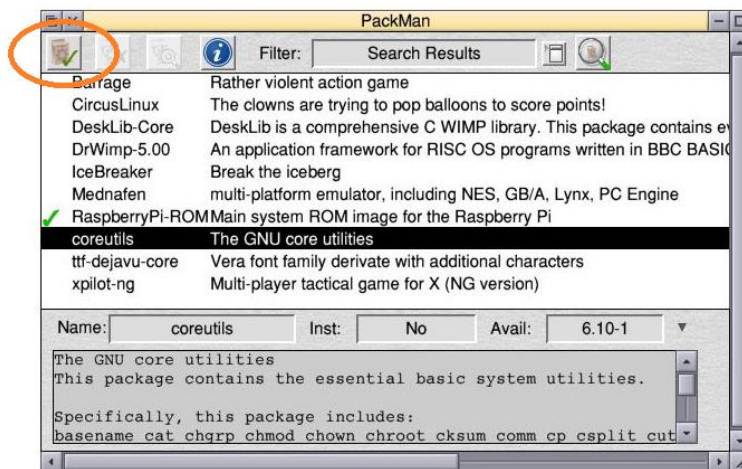 PackMan
Filter: Search Results
Barrage Rather violent action game
CircusLinux The clowns are trying to pop balloons to score points!
DeskLib-Core DeskLib is a comprehensive C WIMP library. This package contains ev
DrWimp-5.00 An application framework for RISC OS programs written in BBC BASIC
IceBreaker Break the iceberg
Mednafen multi-platform emulator, including NES, GB/A, Lynx, PC Engine
RaspberryPi-ROM Main system ROM image for the Raspberry Pi
coreutils The GNU core utilities
ttf-dejavu-core Vera font family derivate with additional characters
xpilot-ng Multi-player tactical game for X (NG version)
Name: coreutils Inst: No Avail: 6.10-1
The GNU core utilities
This package contains the essential basic system utilities.
Specifically, this package includes:
basename cat chgrp chmod chown chroot cksum comm cp csplit cut